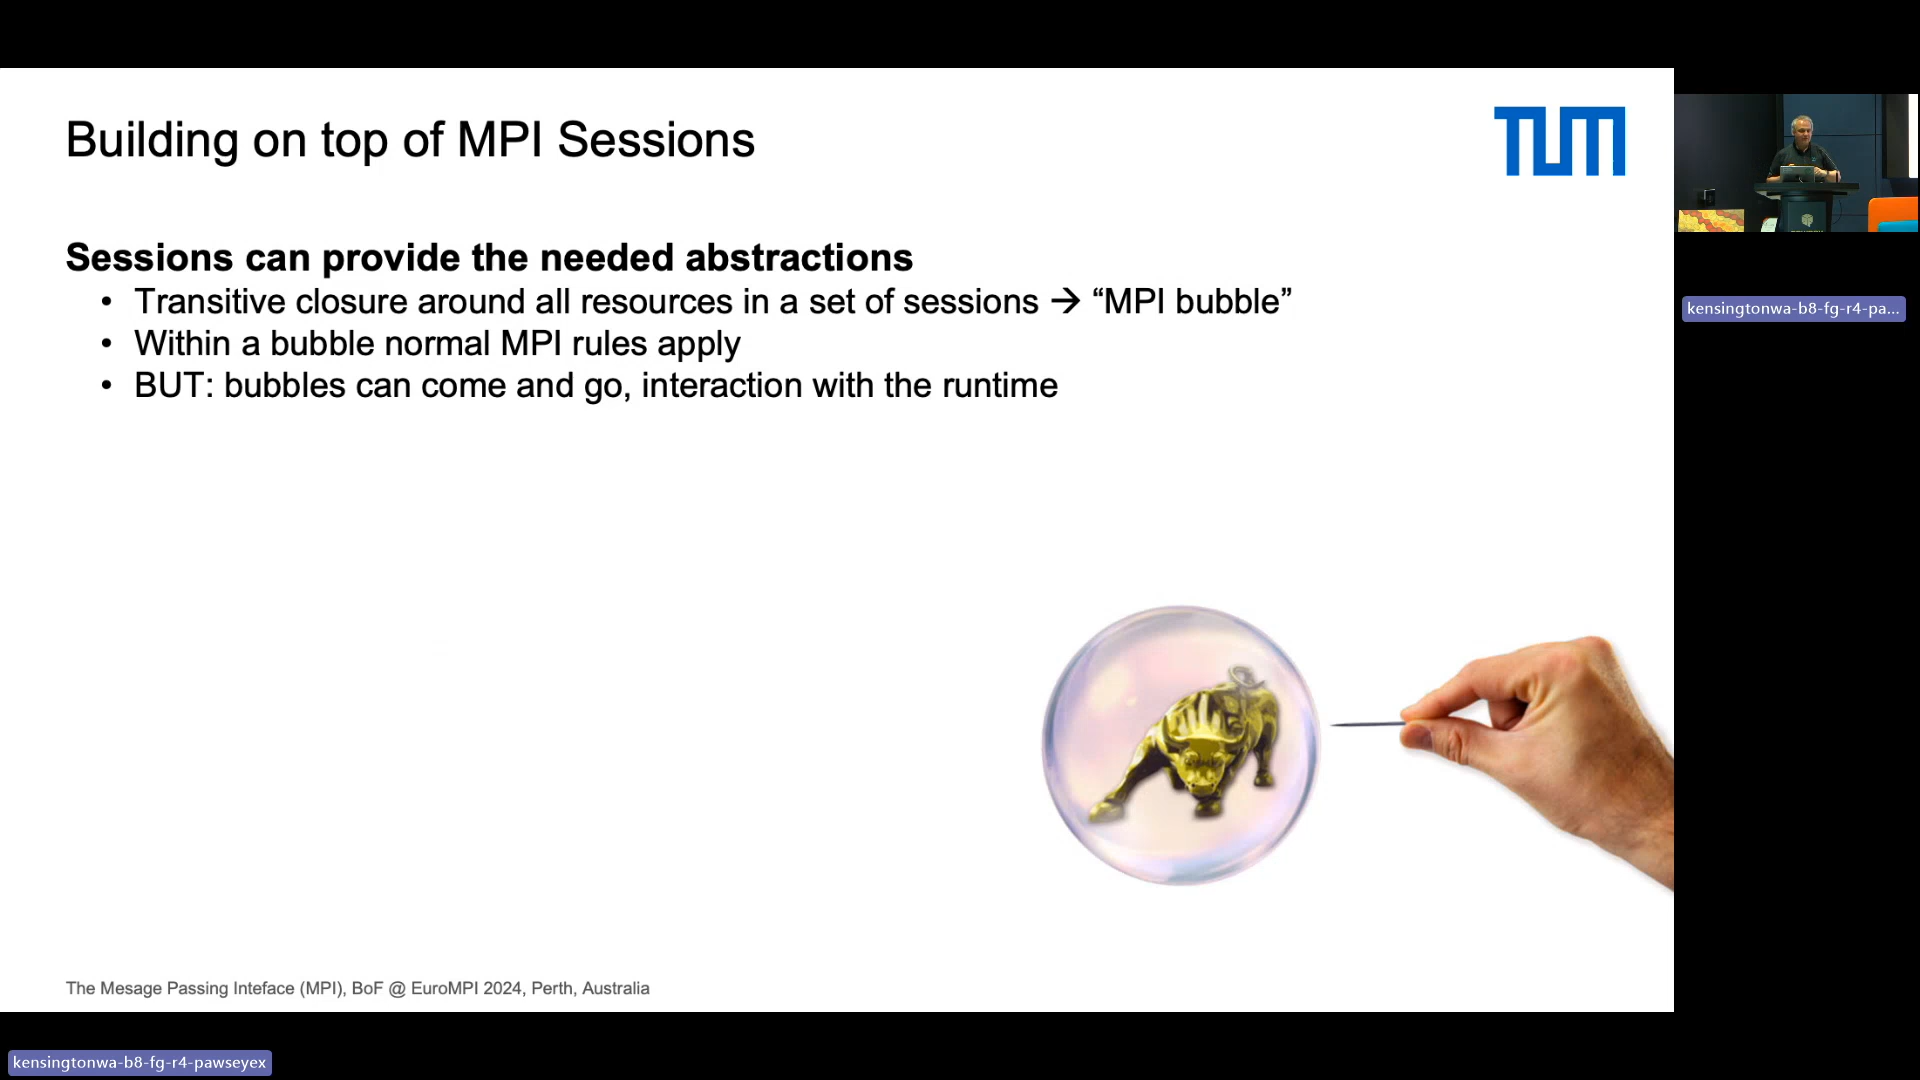 Building on top of MPI Sessions
TUM
Sessions can provide the needed abstractions
• Transitive closure around all resources in a set of sessions → “MPI bubble”
• Within a bubble normal MPI rules apply
• BUT: bubbles can come and go, interaction with the runtime
The Mesage Passing Inteface (MPI), BoF @ EuroMPI 2024, Perth, Australia
kensingtonwa-b8-fg-r4-pa...
kensingtonwa-b8-fg-r4-pawseyex